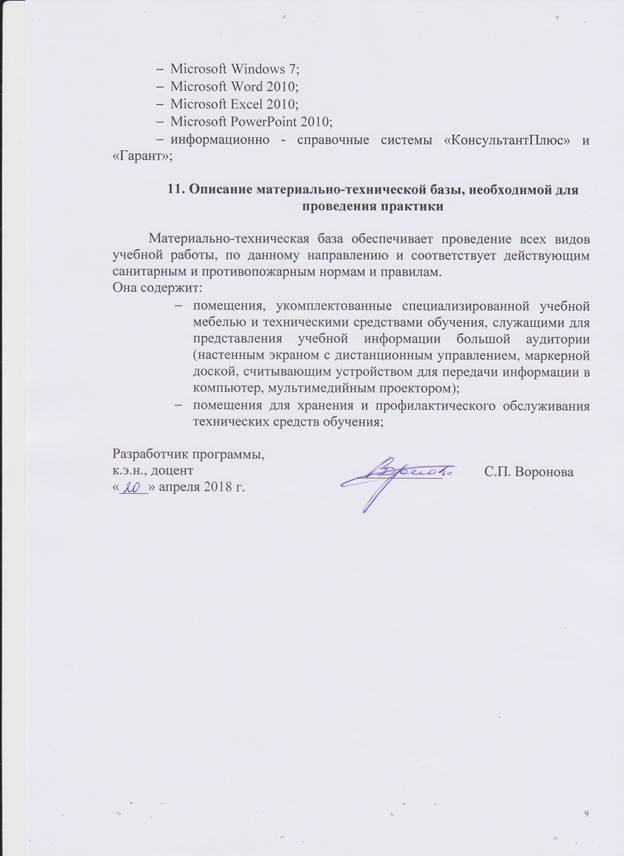 – Microsoft Windows 7;
– Microsoft Word 2010;
– Microsoft Excel 2010;
– Microsoft PowerPoint 2010;
– информационно - справочные системы «КонсультантПлюс» и
«Гарант»;
11. Описание материально-технической базы, необходимой для
проведения практики
Материально-техническая база обеспечивает проведение всех видов
учебной работы, по данному направлению и соответствует действующим
санитарным и противопожарным нормам и правилам.
Она содержит:
– помещения, укомплектованные специализированной учебной
мебелью и техническими средствами обучения, служащими для
представления учебной информации большой аудитории
(настенным экраном с дистанционным управлением, маркерной
доской, считывающим устройством для передачи информации в
компьютер, мультимедийным проектором);
– помещения для хранения и профилактического обслуживания
технических средств обучения;
Разработчик программы,
к.э.н., доцент С.П. Воронова
«20» апреля 2018 г.
9